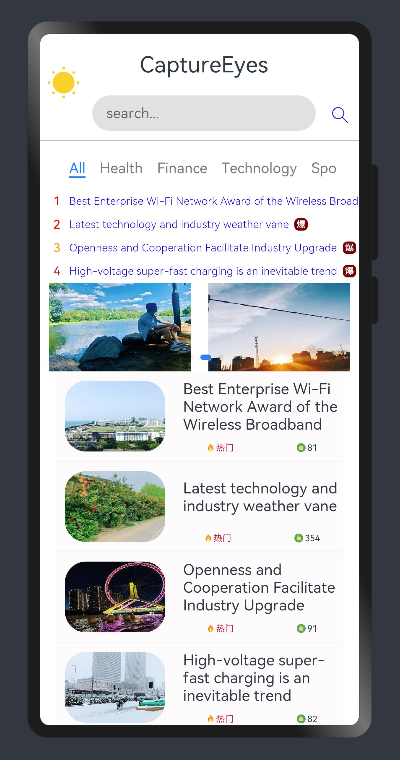 CaptureEyes
search...
All Health Finance Technology Spo
1 Best Enterprise Wi-Fi Network Award of the Wireless Broad
2 Latest technology and industry weather vane 爆
3 Openness and Cooperation Facilitate Industry Upgrade 爆
4 High-voltage super-fast charging is an inevitable trend 爆
Best Enterprise Wi-Fi
Network Award of the
Wireless Broadband
热门 81
Latest technology and
industry weather vane
热门 354
Openness and
Cooperation Facilitate
Industry Upgrade
热门 91
High-voltage super-
fast charging is an
inevitable trend
热门 82